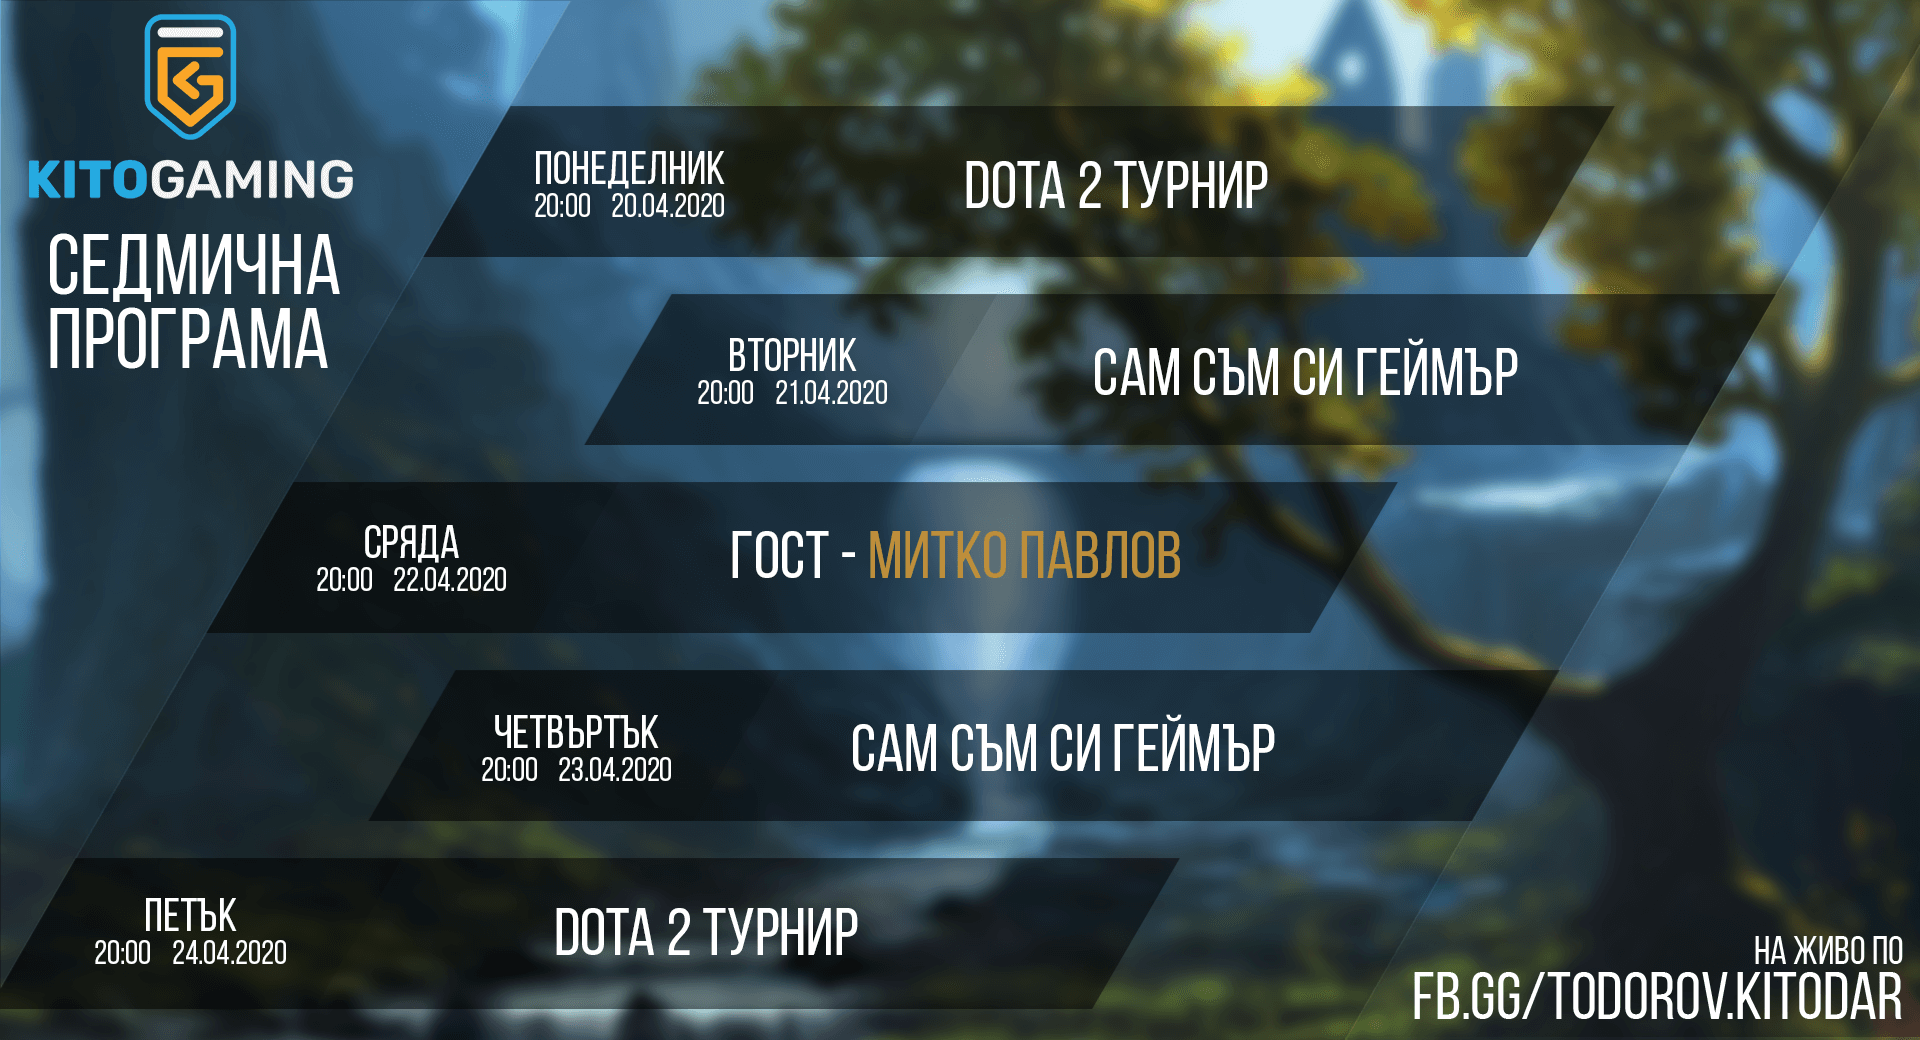 KITOGAMING
СЕДМИЧНА
ПРОГРАМА
ПОНЕДЕЛНИК
20:00 20.04.2020
DOTA 2 ТУРНИР
ВТОРНИК
20:00 21.04.2020
САМ СЪМ СИ ГЕЙМЪР
СРЯДА
20:00 22.04.2020
ГОСТ - МИТКО ПАВЛОВ
ЧЕТВЪРТЪК
20:00 23.04.2020
САМ СЪМ СИ ГЕЙМЪР
ПЕТЪК
20:00 24.04.2020
DOTA 2 ТУРНИР
НА ЖИВО ПО
FB.GG/TODOROV.KITODAR